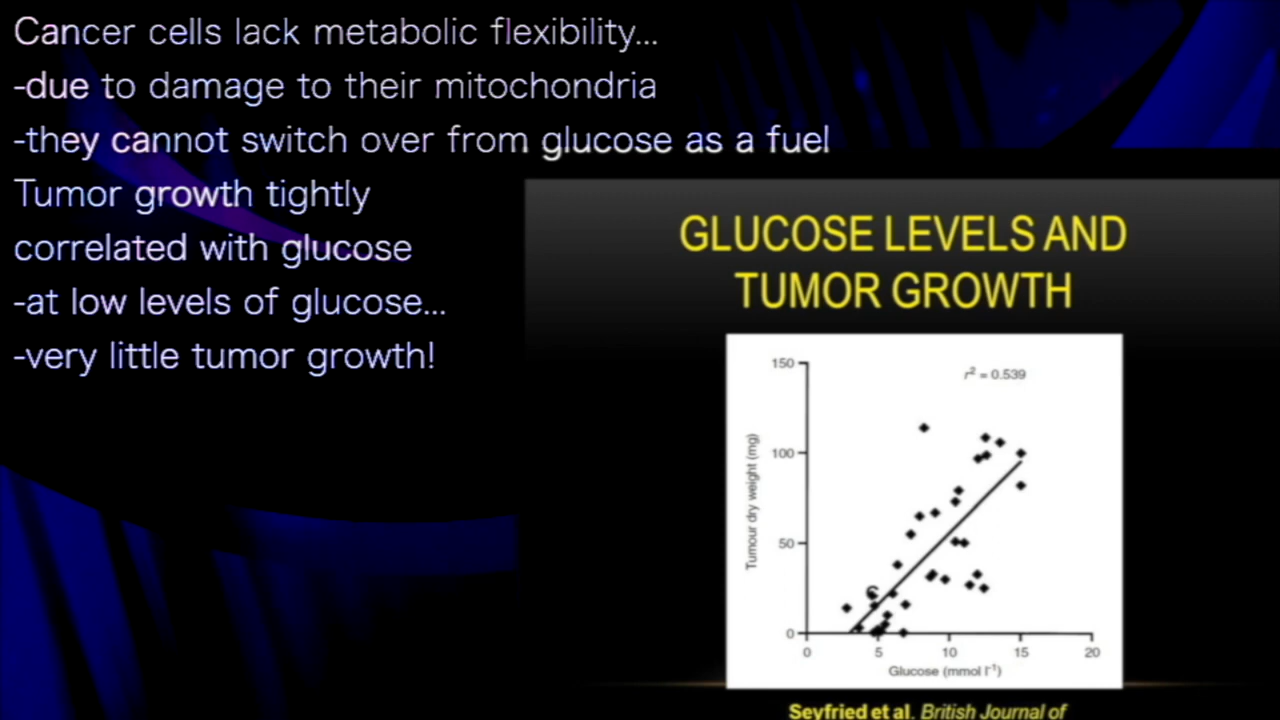 Cancer cells lack metabolic flexibility...
-due to damage to their mitochondria
-they cannot switch over from glucose as a fuel
Tumor growth tightly
correlated with glucose
-at low levels of glucose...
-very little tumor growth!
GLUCOSE LEVELS AND
TUMOR GROWTH
r² = 0.539
150
100
50
0
Tumour dry weight (mg)
0 5 10 15 20
Glucose (mmol l⁻¹)
Seyfried et al. British Journal of